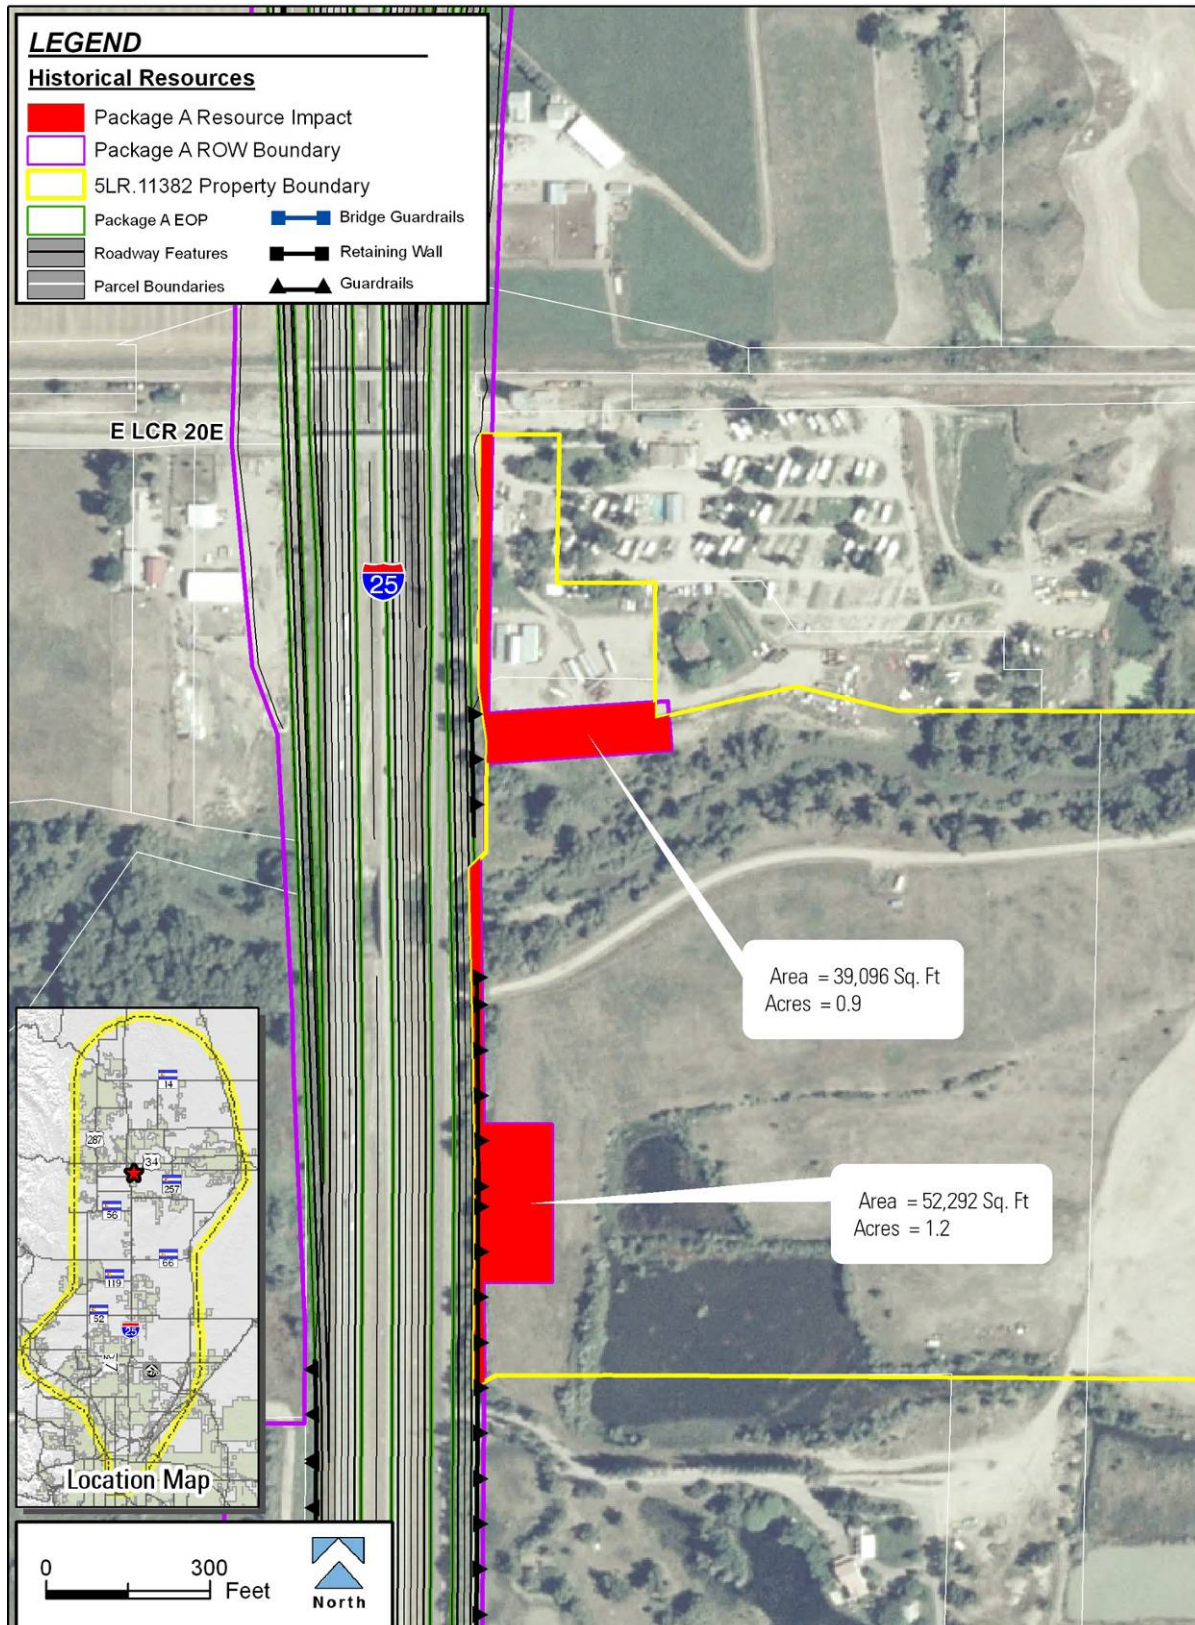 LEGEND
Historical Resources
Package A Resource Impact
Package A ROW Boundary
5LR.11382 Property Boundary
Package A EOP
Bridge Guardrails
Roadway Features
Retaining Wall
Parcel Boundaries
Guardrails
E LCR 20E
25
Area = 39,096 Sq. Ft
Acres = 0.9
Area = 52,292 Sq. Ft
Acres = 1.2
14
287
34
257
56
66
119
52
25
Location Map
0 300
Feet
North